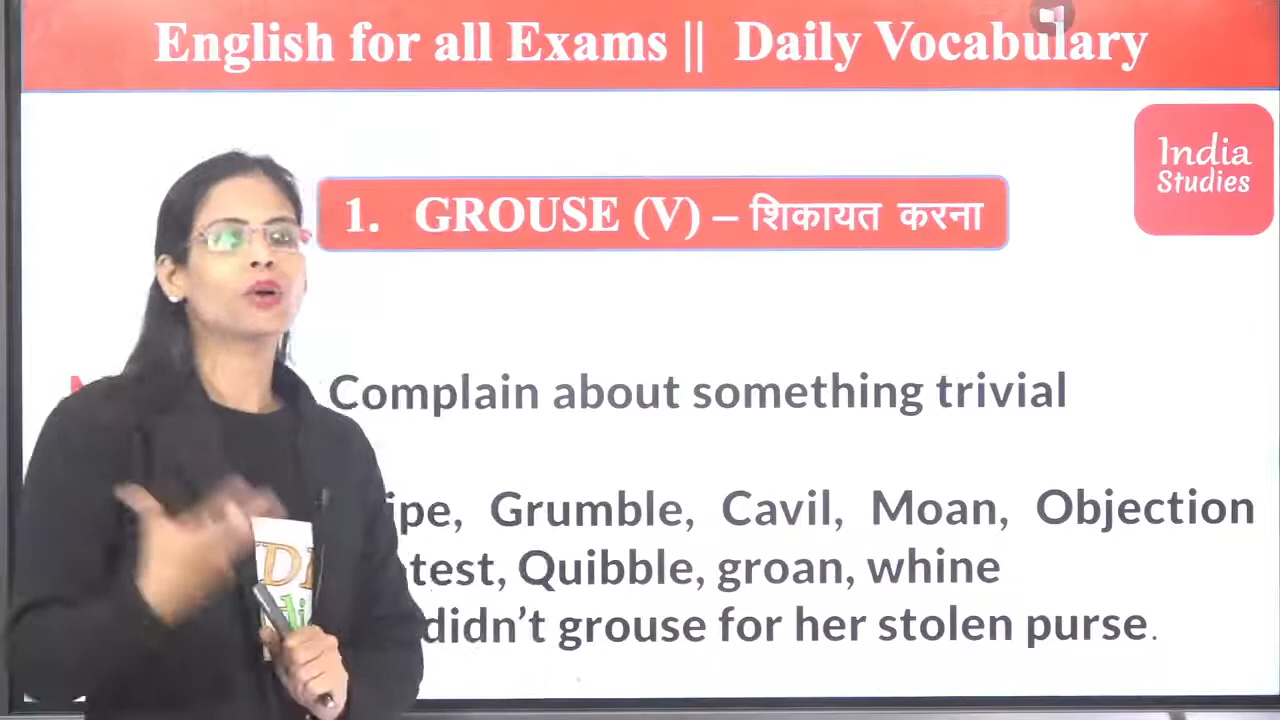 English for all Exams || Daily Vocabulary
India
Studies
1. GROUSE (V) – शिकायत करना
Complain about something trivial
Grumble, Cavil, Moan, Objection
Quibble, groan, whine
didn't grouse for her stolen purse.